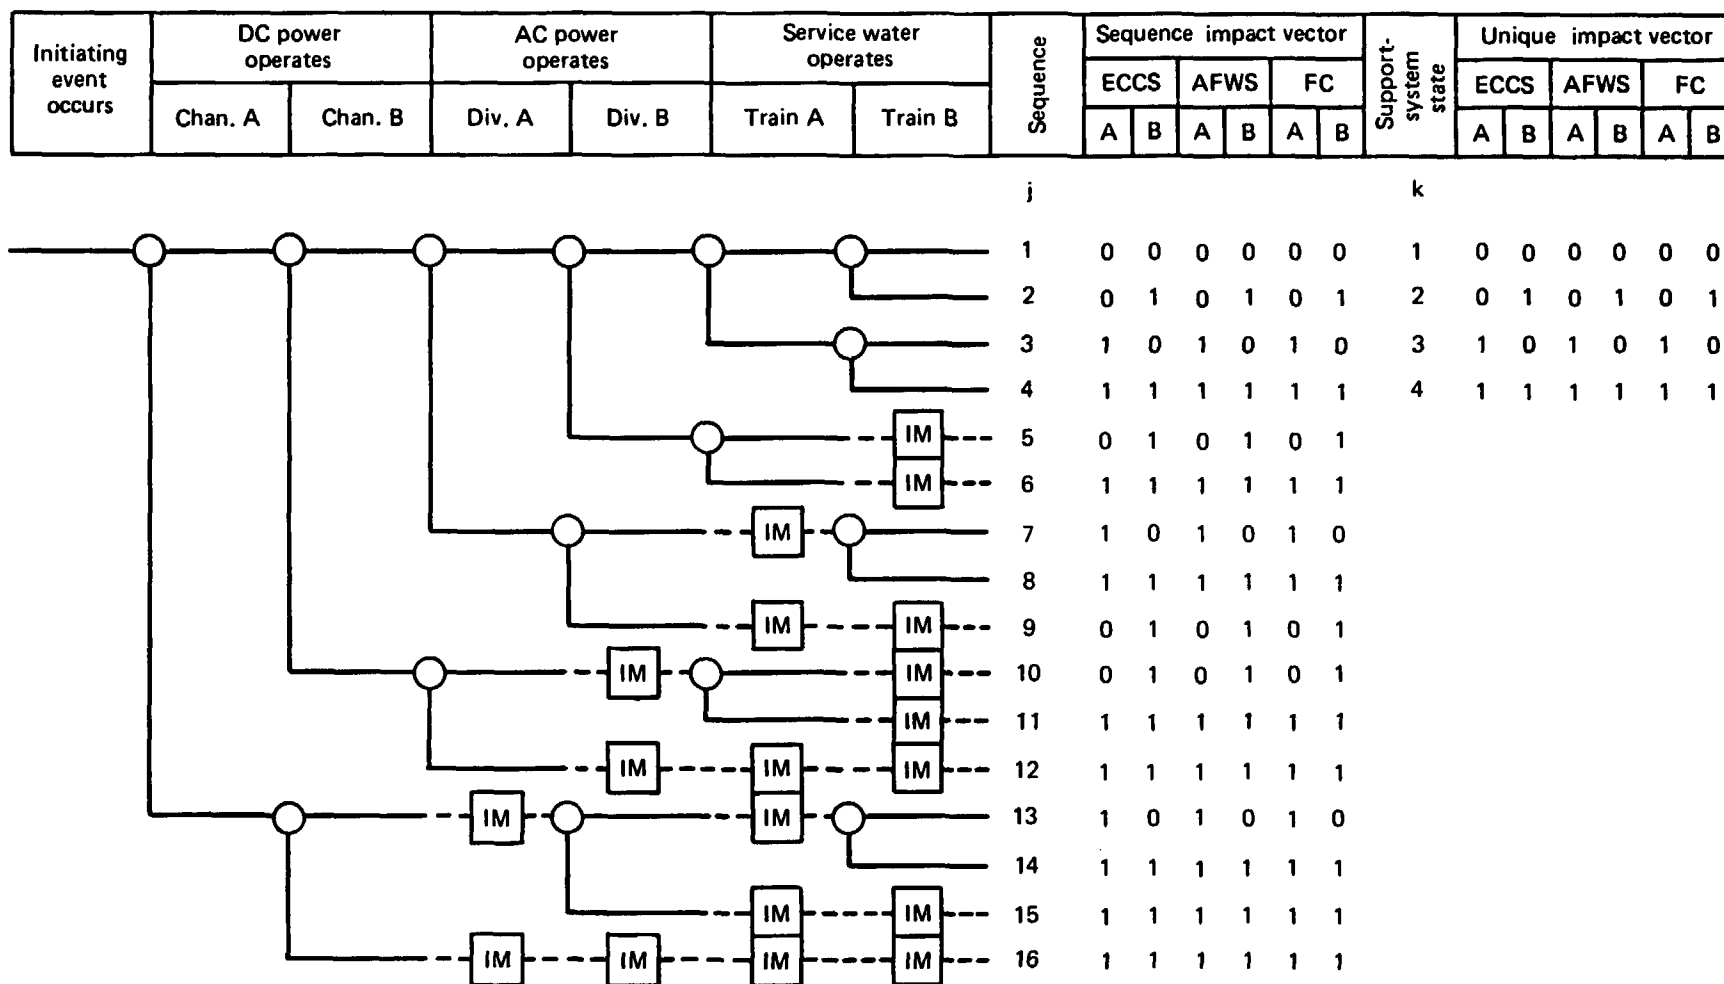 Initiating event occurs
DC power operates
AC power operates
Service water operates
Sequence
Sequence impact vector
Support-system state
Unique impact vector
Chan. A
Chan. B
Div. A
Div. B
Train A
Train B
ECCS AFWS FC
ECCS AFWS FC
A B A B A B
A B A B A B
j k
1 0 0 0 0 0 0 1 0 0 0 0 0 0
2 0 1 0 1 0 1 2 0 1 0 1 0 1
3 1 0 1 0 1 0 3 1 0 1 0 1 0
4 1 1 1 1 1 1 4 1 1 1 1 1 1
IM 5 0 1 0 1 0 1
IM 6 1 1 1 1 1 1
IM 7 1 0 1 0 1 0
8 1 1 1 1 1 1
IM IM 9 0 1 0 1 0 1
IM IM 10 0 1 0 1 0 1
IM 11 1 1 1 1 1 1
IM IM IM 12 1 1 1 1 1 1
IM IM 13 1 0 1 0 1 0
14 1 1 1 1 1 1
IM IM 15 1 1 1 1 1 1
IM IM IM IM 16 1 1 1 1 1 1